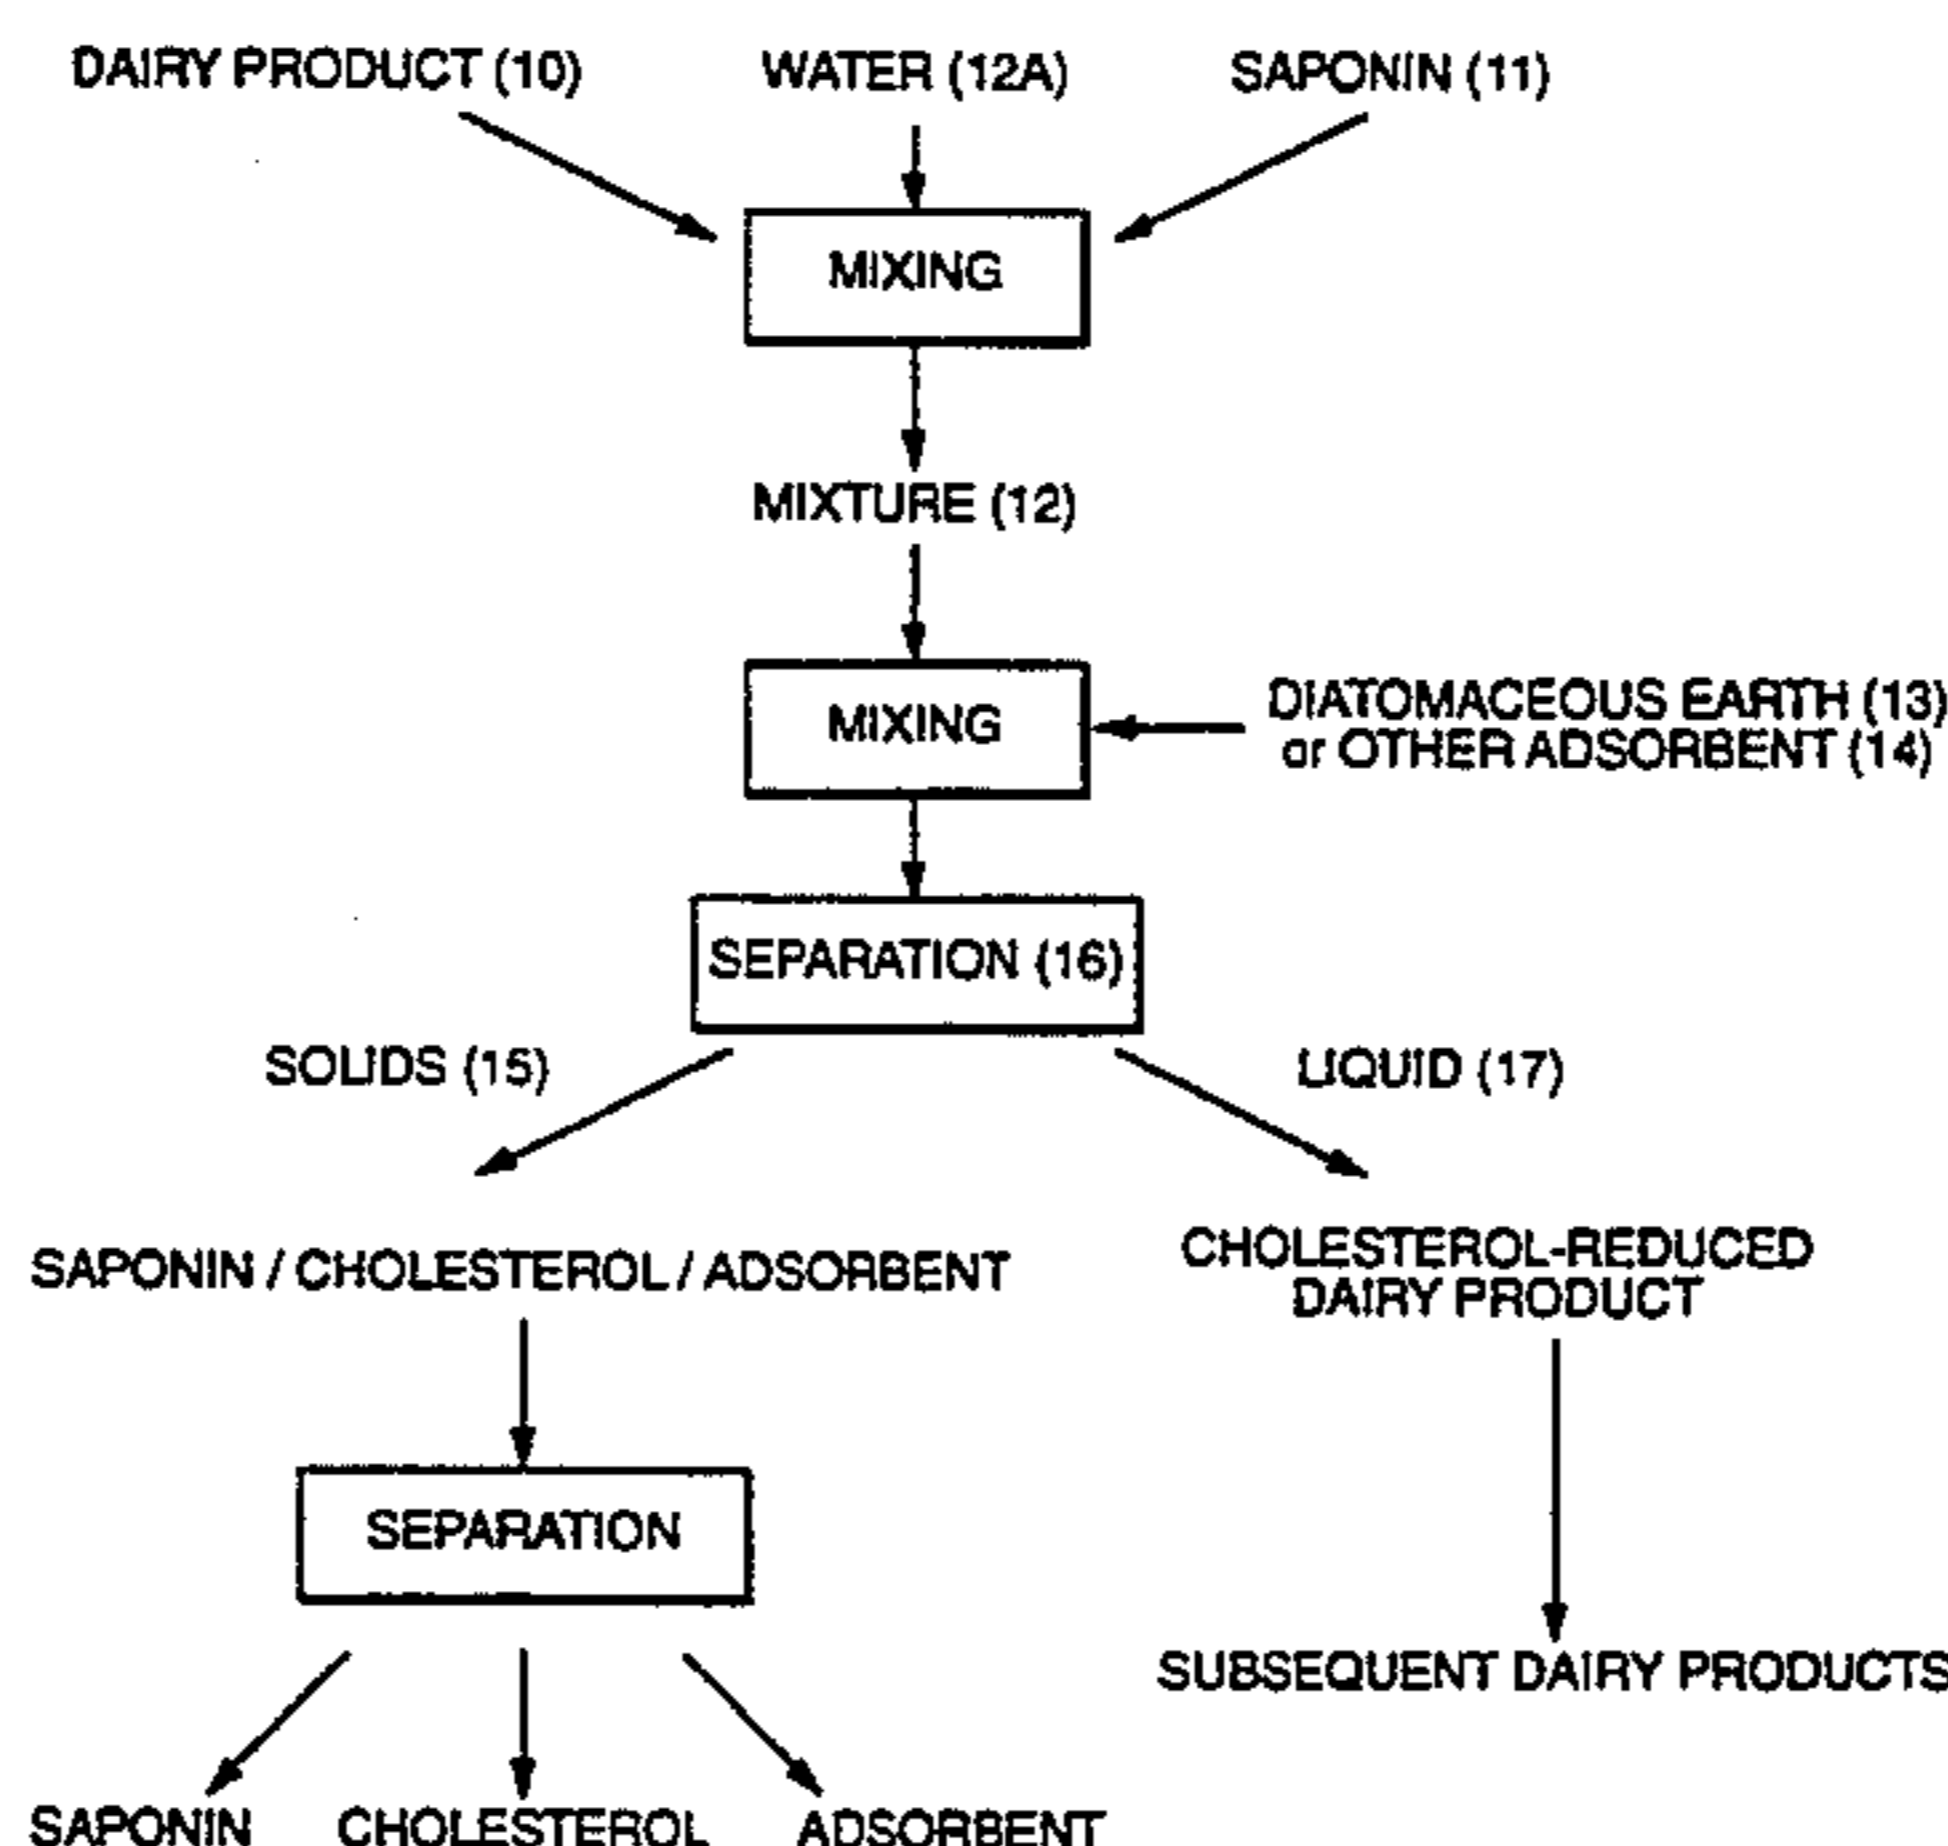 DAIRY PRODUCT (10)
WATER (12A)
SAPONIN (11)
MIXING
MIXTURE (12)
MIXING
DIATOMACEOUS EARTH (13)
or OTHER ADSORBENT (14)
SEPARATION (16)
SOLIDS (15)
LIQUID (17)
SAPONIN / CHOLESTEROL / ADSORBENT
CHOLESTEROL-REDUCED
DAIRY PRODUCT
SEPARATION
SUBSEQUENT DAIRY PRODUCTS
SAPONIN
CHOLESTEROL
ADSORBENT